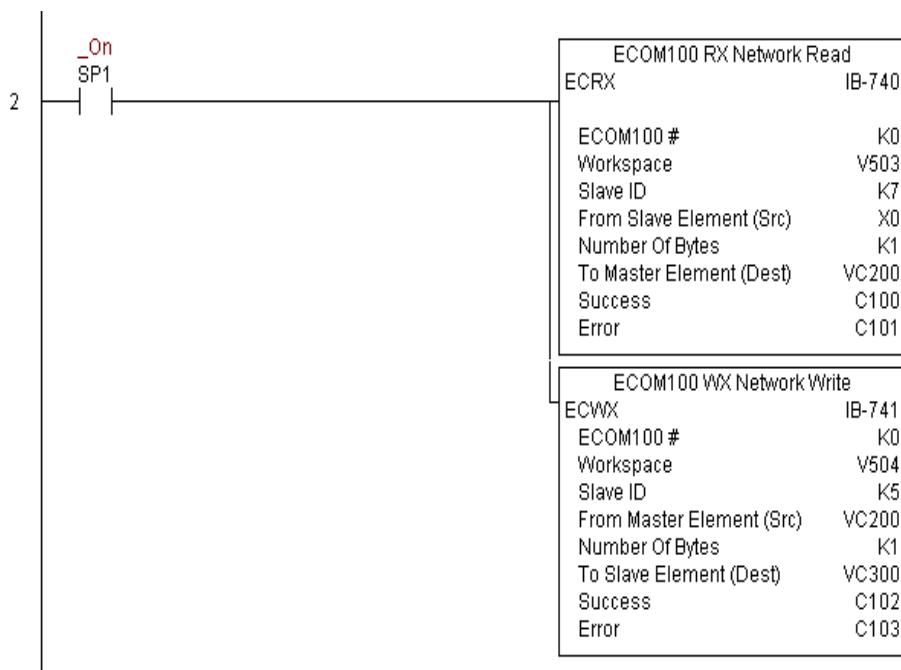 _On
SP1
2
ECOM100 RX Network Read
ECRX IB-740
ECOM100 # K0
Workspace V503
Slave ID K7
From Slave Element (Src) X0
Number Of Bytes K1
To Master Element (Dest) VC200
Success C100
Error C101
ECOM100 WX Network Write
ECWX IB-741
ECOM100 # K0
Workspace V504
Slave ID K5
From Master Element (Src) VC200
Number Of Bytes K1
To Slave Element (Dest) VC300
Success C102
Error C103